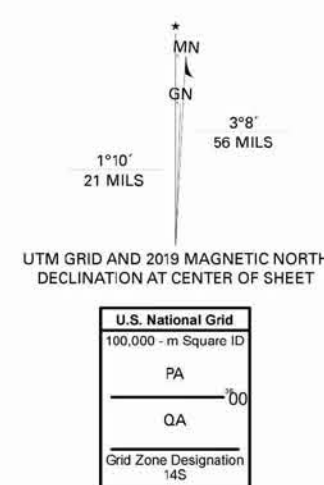 ★
MN
GN
3°8´
56 MILS
1°10´
21 MILS
UTM GRID AND 2019 MAGNETIC NORTH
DECLINATION AT CENTER OF SHEET
U.S. National Grid
100,000 - m Square ID
PA
00
QA
Grid Zone Designation
14S